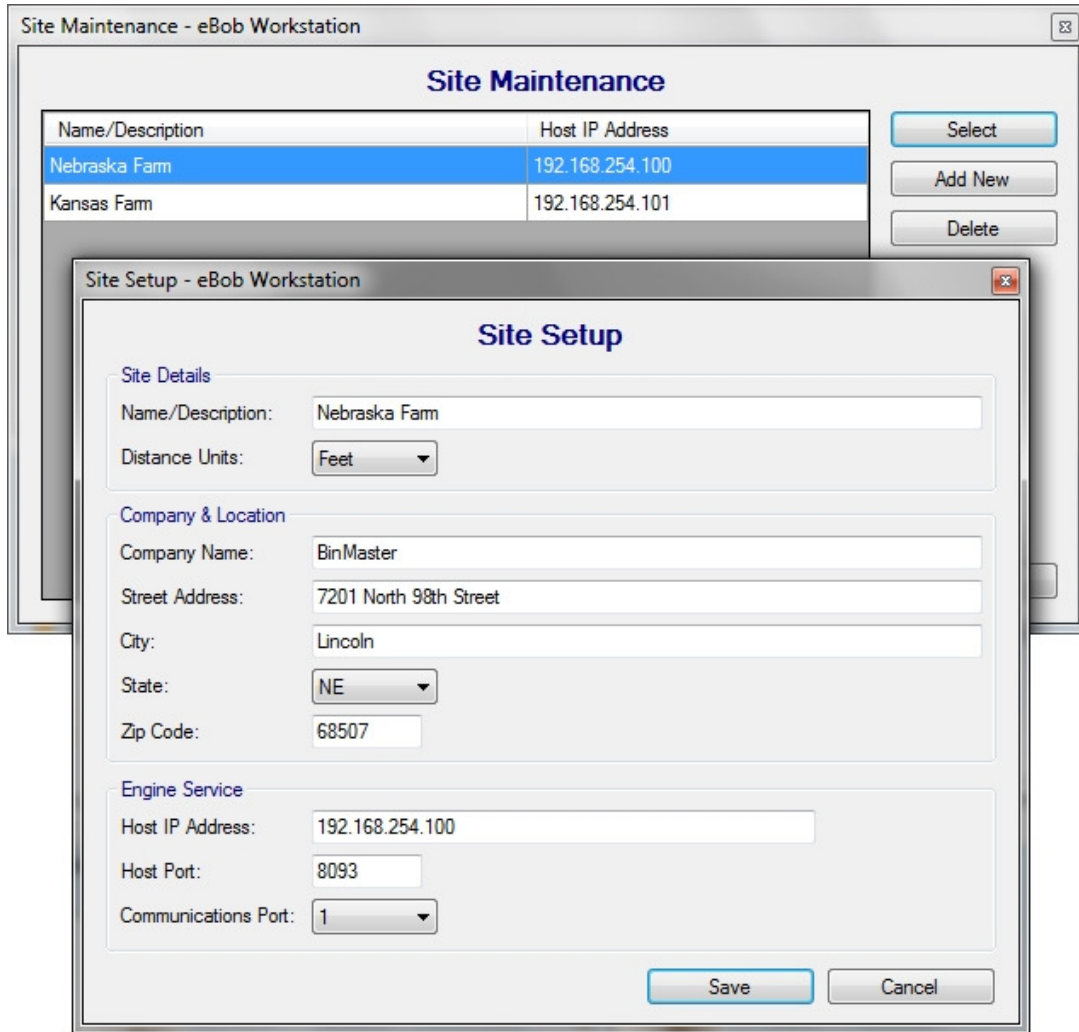 Site Maintenance - eBob Workstation
Site Maintenance
Name/Description Host IP Address
Nebraska Farm 192.168.254.100
Kansas Farm 192.168.254.101
Select
Add New
Delete
Site Setup - eBob Workstation
Site Setup
Site Details
Name/Description: Nebraska Farm
Distance Units: Feet
Company & Location
Company Name: BinMaster
Street Address: 7201 North 98th Street
City: Lincoln
State: NE
Zip Code: 68507
Engine Service
Host IP Address: 192.168.254.100
Host Port: 8093
Communications Port: 1
Save Cancel